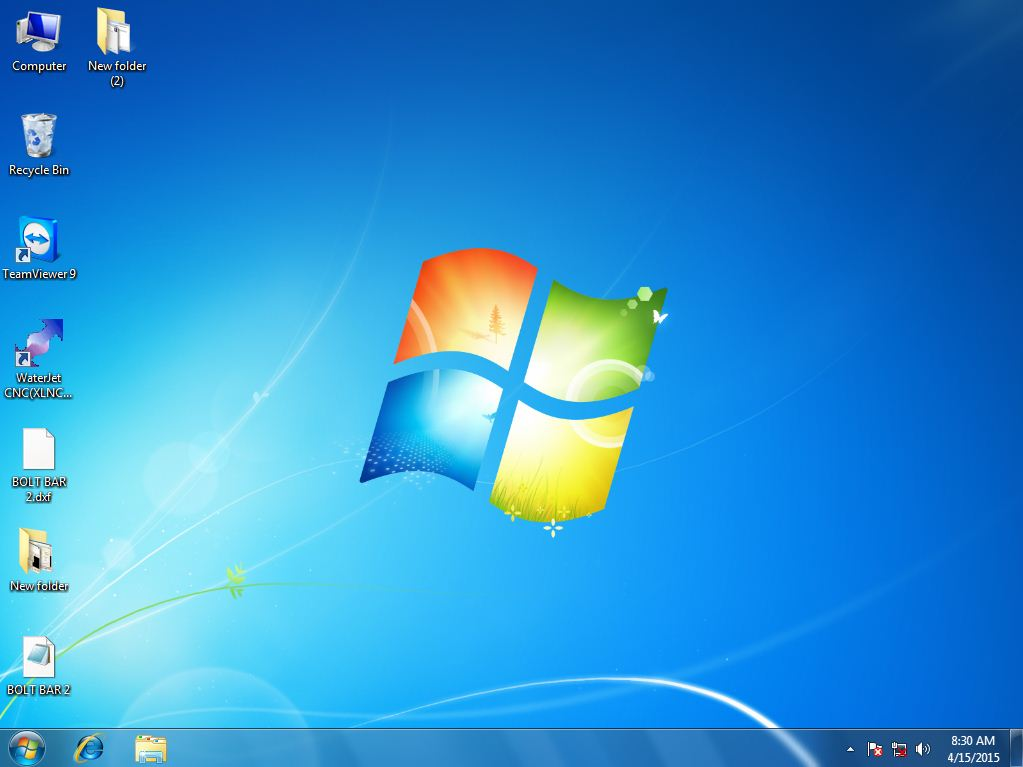 Computer
New folder
(2)
Recycle Bin
TeamViewer 9
WaterJet
CNC(XLNC...
BOLT BAR
2.dxf
New folder
BOLT BAR 2
8:30 AM
4/15/2015